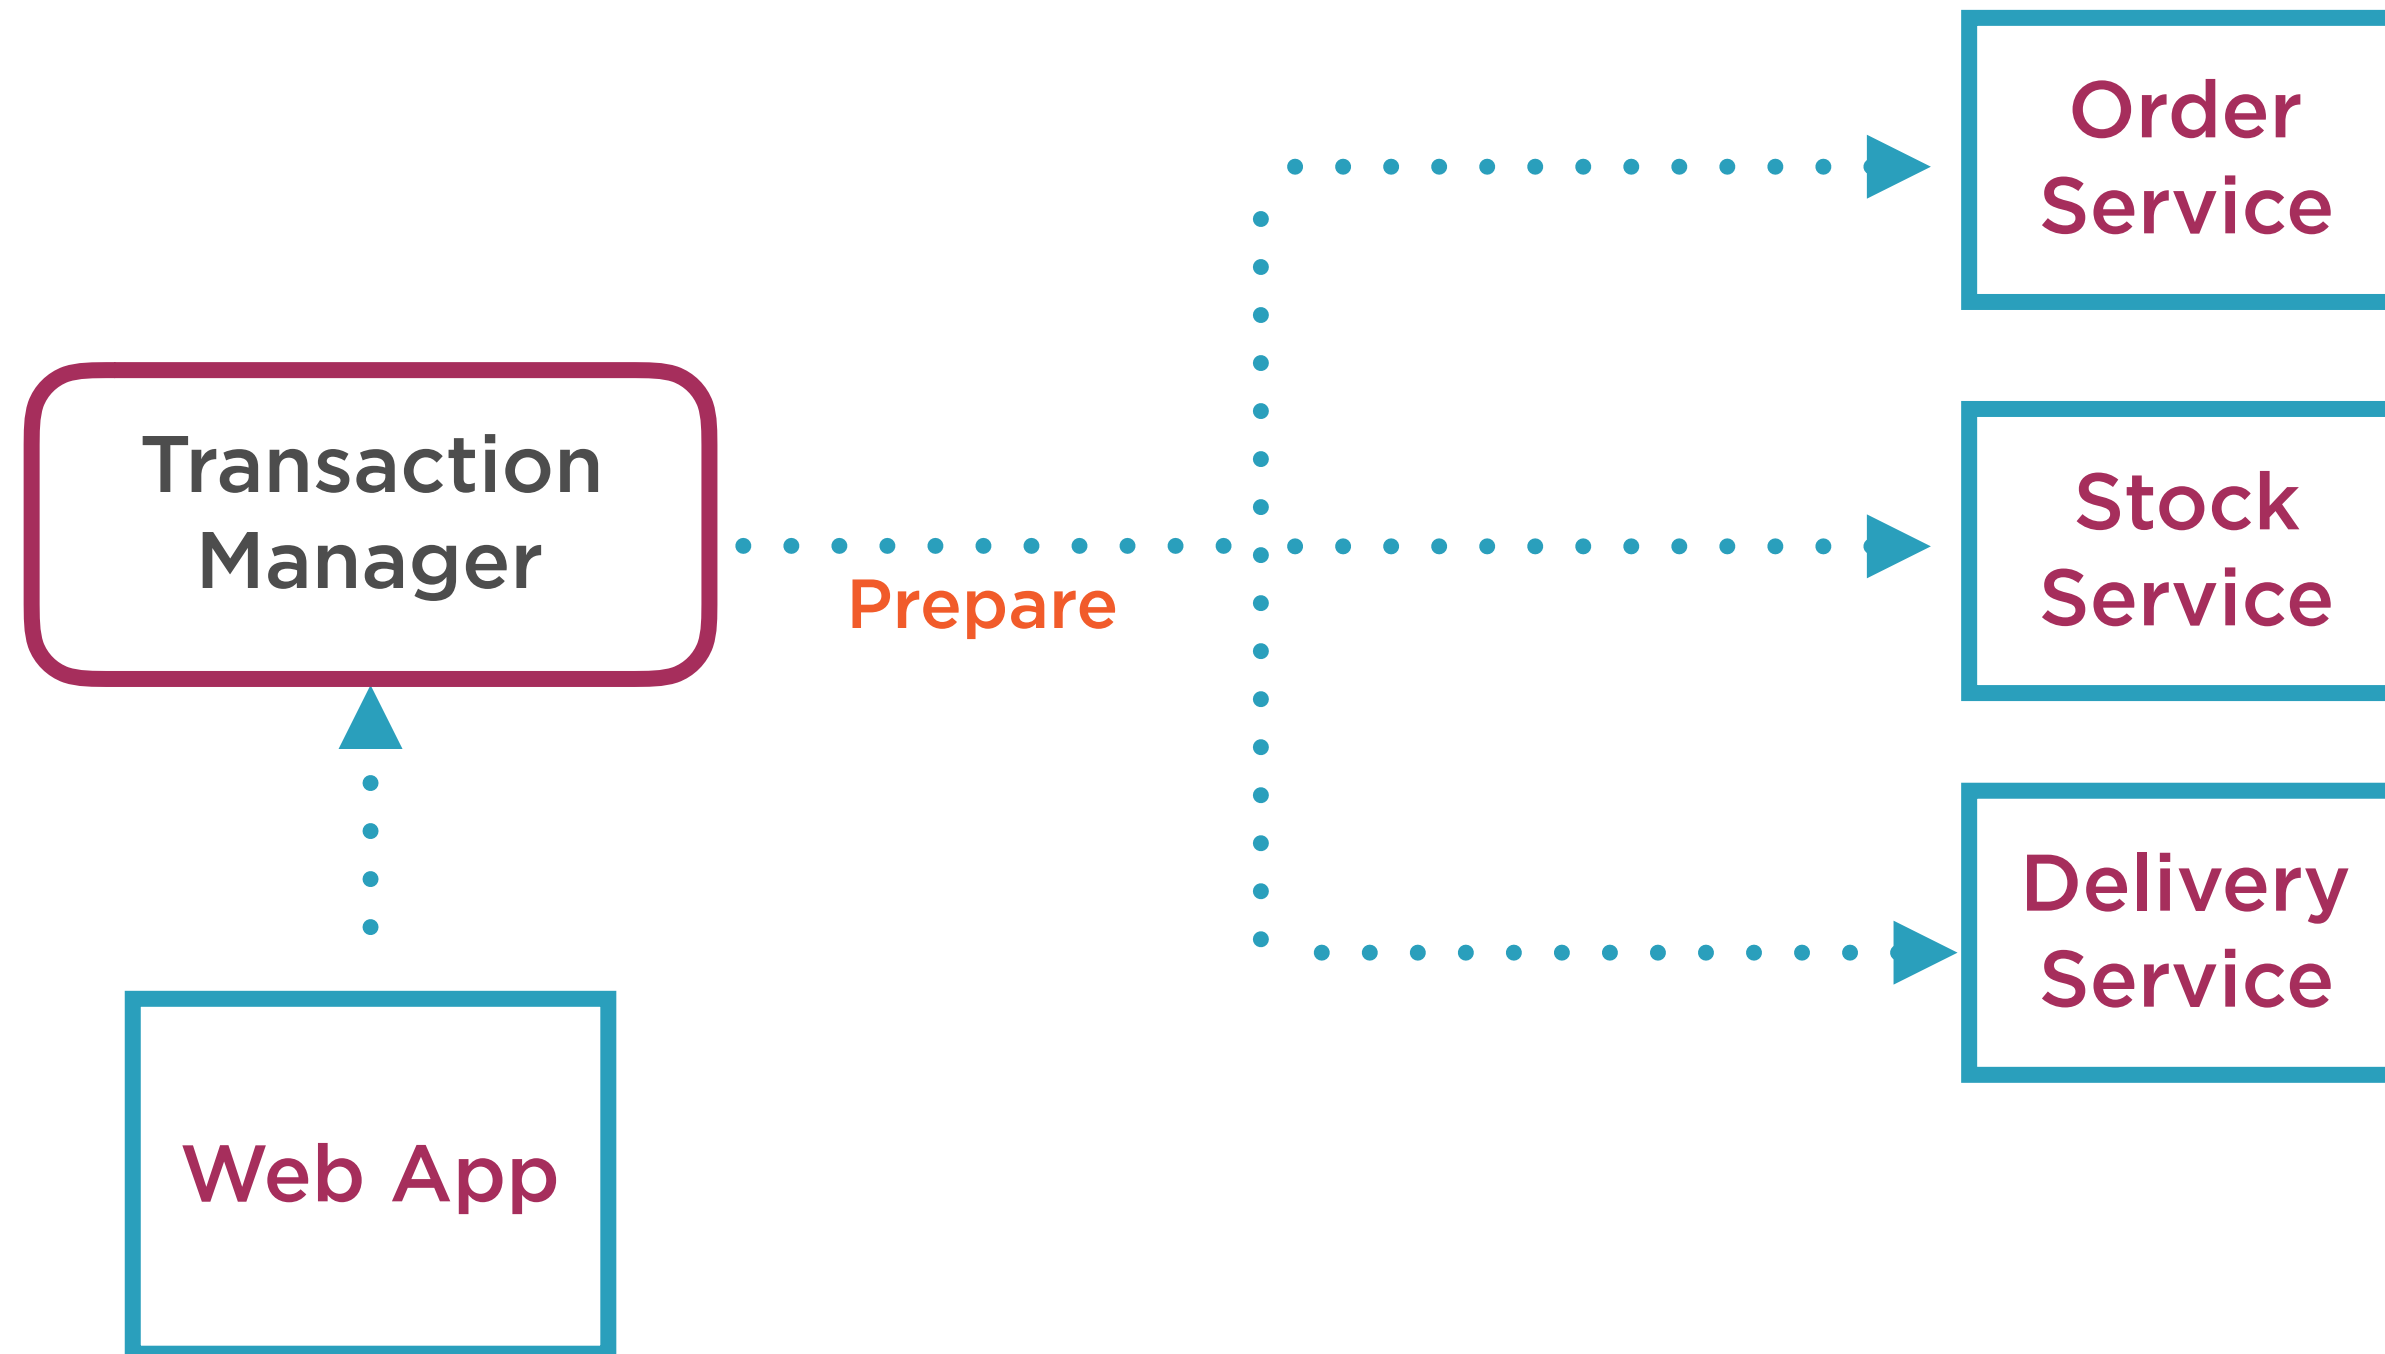 Order
Service
Transaction
Manager
Prepare
Stock
Service
Delivery
Service
Web App